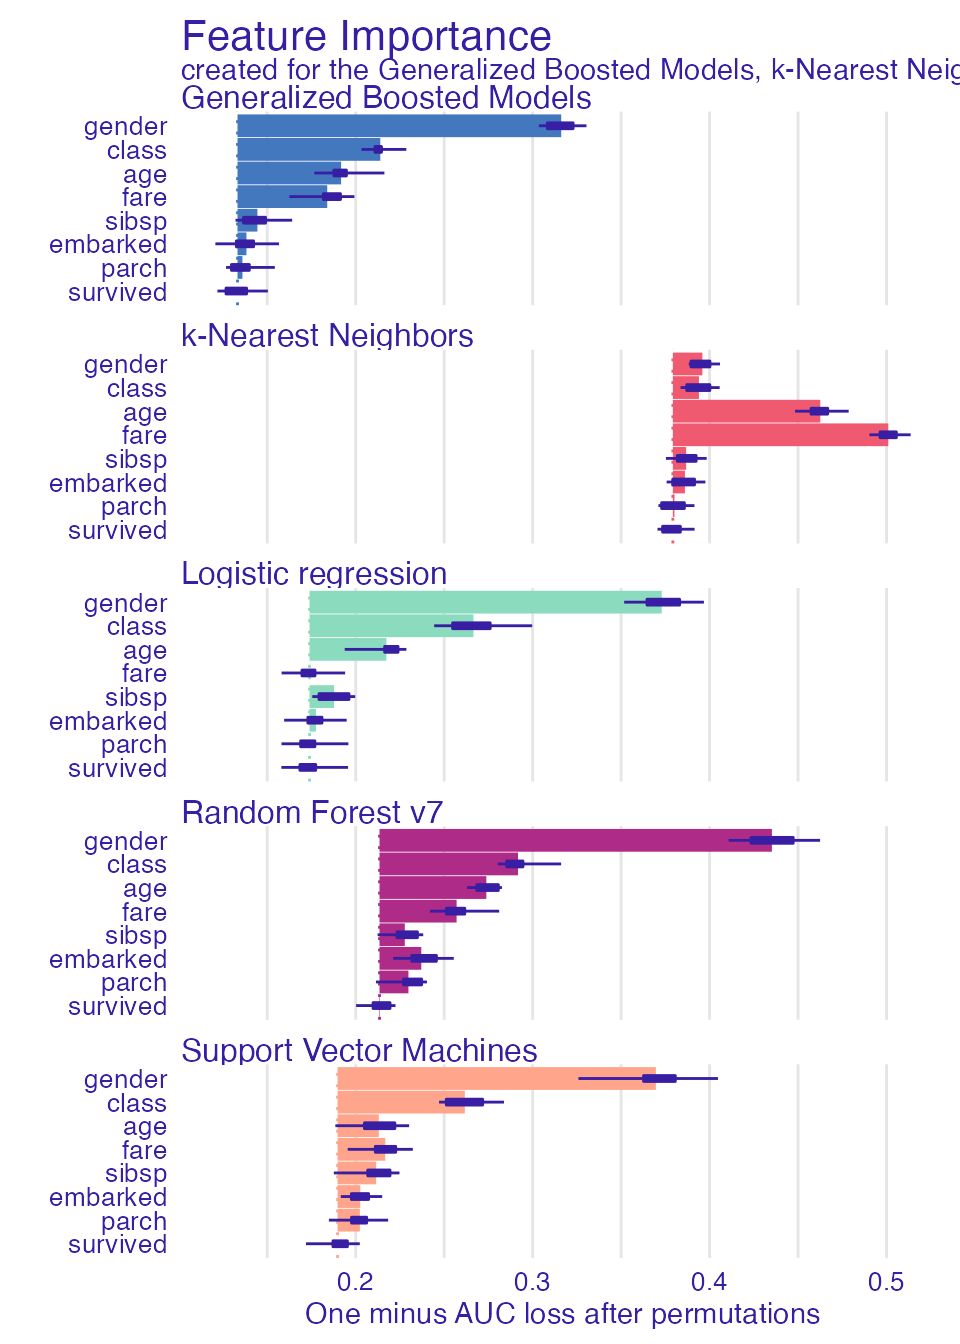 Feature Importance
created for the Generalized Boosted Models, k-Nearest Neig
Generalized Boosted Models
gender
class
age
fare
sibsp
embarked
parch
survived
k-Nearest Neighbors
gender
class
age
fare
sibsp
embarked
parch
survived
Logistic regression
gender
class
age
fare
sibsp
embarked
parch
survived
Random Forest v7
gender
class
age
fare
sibsp
embarked
parch
survived
Support Vector Machines
gender
class
age
fare
sibsp
embarked
parch
survived
0.2 0.3 0.4 0.5
One minus AUC loss after permutations